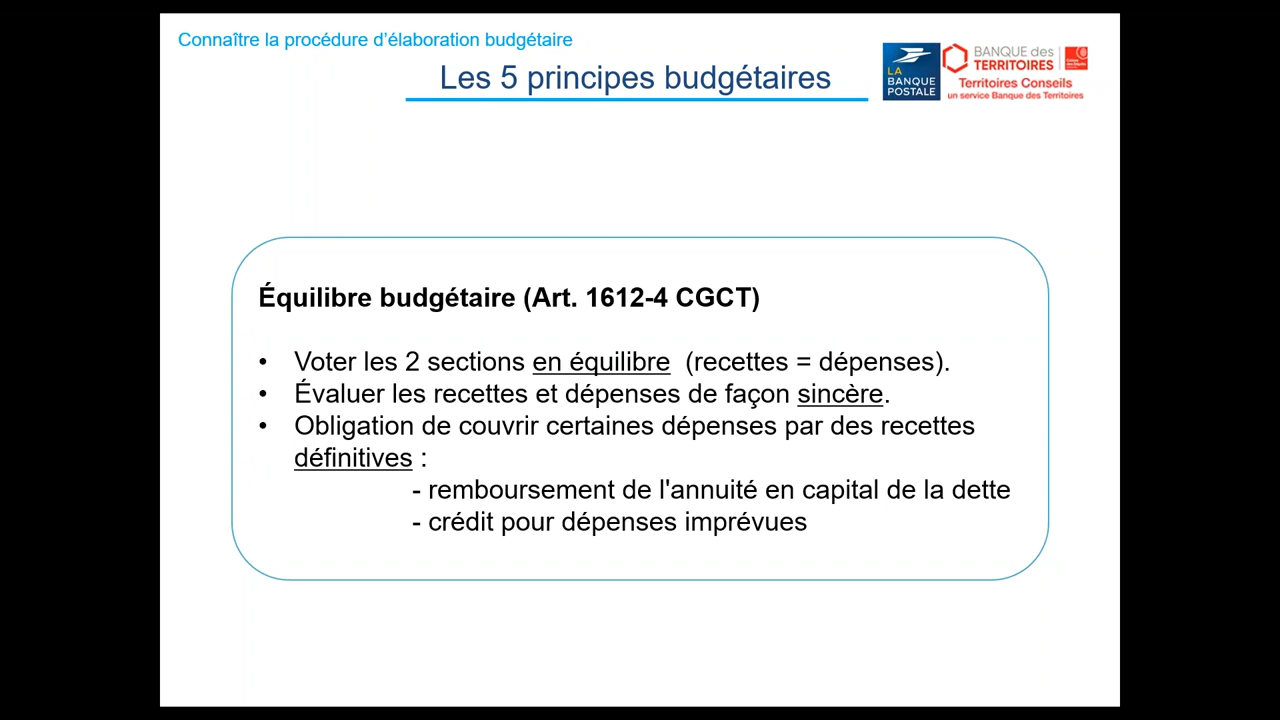 Connaître la procédure d'élaboration budgétaire
Les 5 principes budgétaires
LA
BANQUE
POSTALE
BANQUE des
TERRITOIRES
Caisse
des Dépôts
Territoires Conseils
un service Banque des Territoires
Équilibre budgétaire (Art. 1612-4 CGCT)
• Voter les 2 sections en équilibre (recettes = dépenses).
• Évaluer les recettes et dépenses de façon sincère.
• Obligation de couvrir certaines dépenses par des recettes
définitives :
- remboursement de l'annuité en capital de la dette
- crédit pour dépenses imprévues